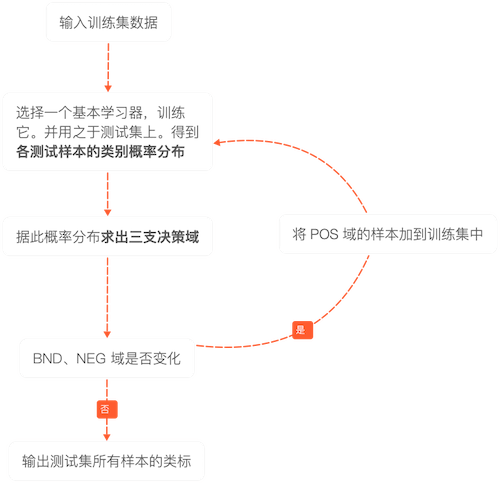 输入训练集数据
选择一个基本学习器，训练
它。并用之于测试集上。得到
各测试样本的类别概率分布
据此概率分布求出三支决策域
将 POS 域的样本加到训练集中
是
BND、NEG 域是否变化
否
输出测试集所有样本的类标